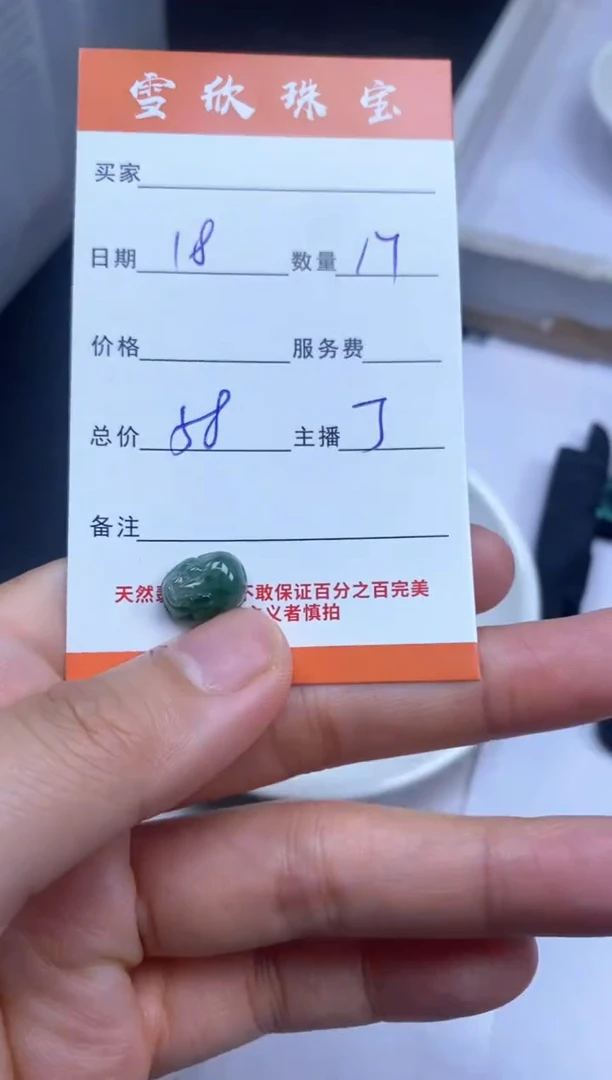 雪欣珠宝
买家
日期 18 数量 17
价格 服务费
总价 88 主播 丁
备注
天然 不敢保证百分之百完美
主义者慎拍